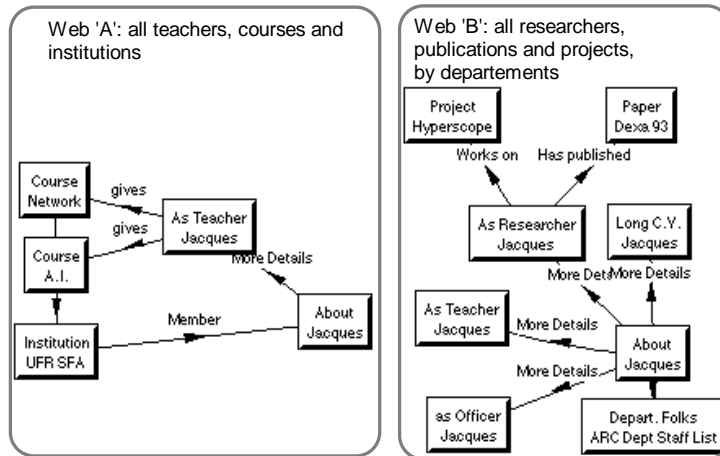 Web 'A': all teachers, courses and
institutions
Course
Network
gives
As Teacher
Jacques
gives
Course
A.I.
More Details
Member
About
Jacques
Institution
UFR SFA
Web 'B': all researchers,
publications and projects,
by departements
Project
Hyperscope
Paper
Dexa 93
Works on
Has published
As Researcher
Jacques
Long C.V.
Jacques
More Deta
More Details
As Teacher
Jacques
More Details
About
Jacques
More Details
as Officer
Jacques
Depart. Folks
ARC Dept Staff List